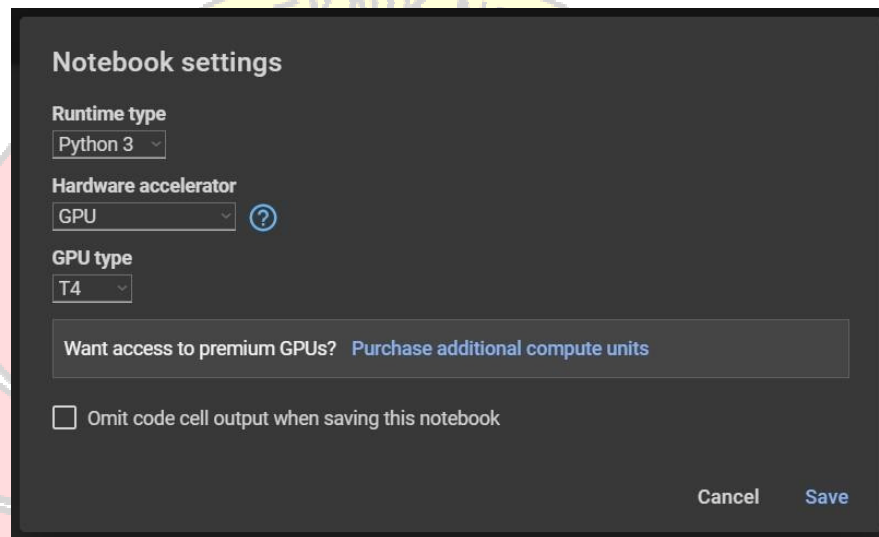 Notebook settings
Runtime type
Python 3
Hardware accelerator
GPU
?
GPU type
T4
Want access to premium GPUs? Purchase additional compute units
Omit code cell output when saving this notebook
Cancel Save